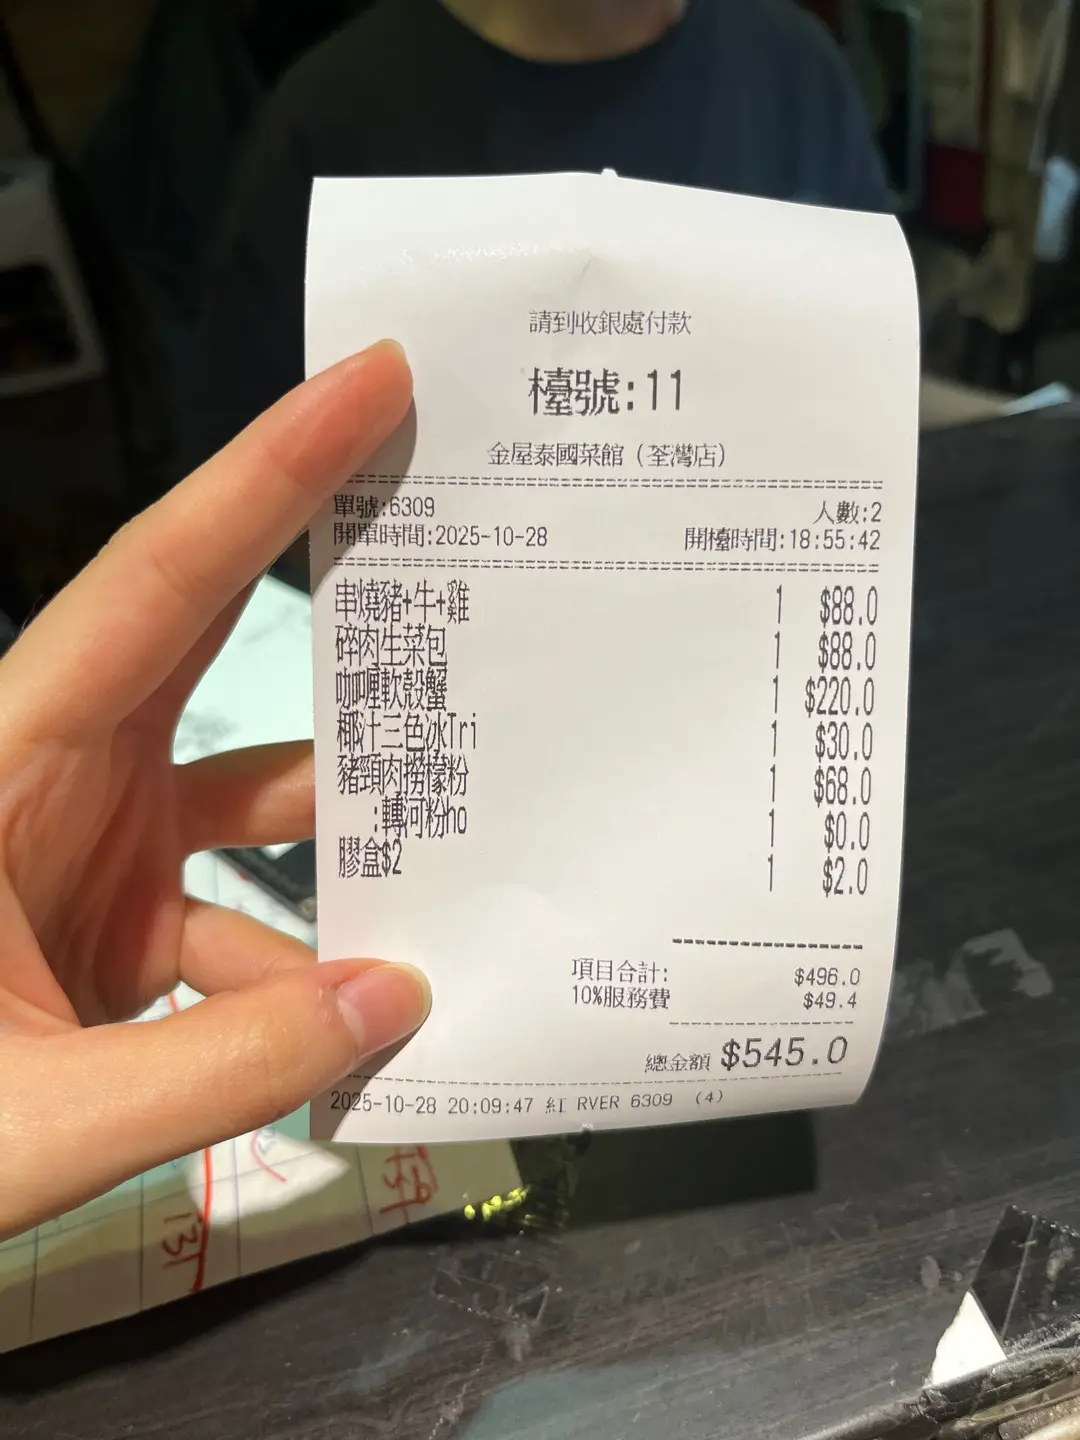 請到收銀處付款
檯號:11
金屋泰國菜館（荃灣店）
單號:6309 人數:2
開單時間:2025-10-28 開檯時間:18:55:42
串燒豬+牛+雞 1 $88.0
碎肉生菜包 1 $88.0
咖喱軟殼蟹 1 $220.0
椰汁三色冰Tri 1 $30.0
豬頸肉撈檬粉 1 $68.0
:轉河粉ho 1 $0.0
膠盒$2 1 $2.0
項目合計: $496.0
10%服務費 $49.4
總金額 $545.0
2025-10-28 20:09:47 紅 RVER 6309 (4)
131